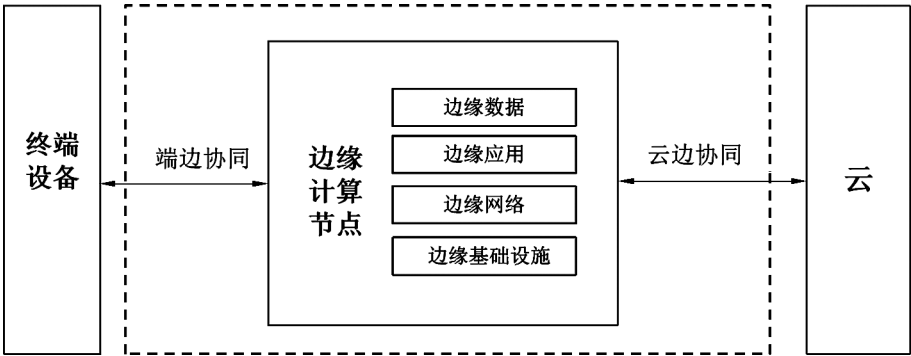 终端
设备
端边协同
边缘
计算
节点
边缘数据
边缘应用
边缘网络
边缘基础设施
云边协同
云